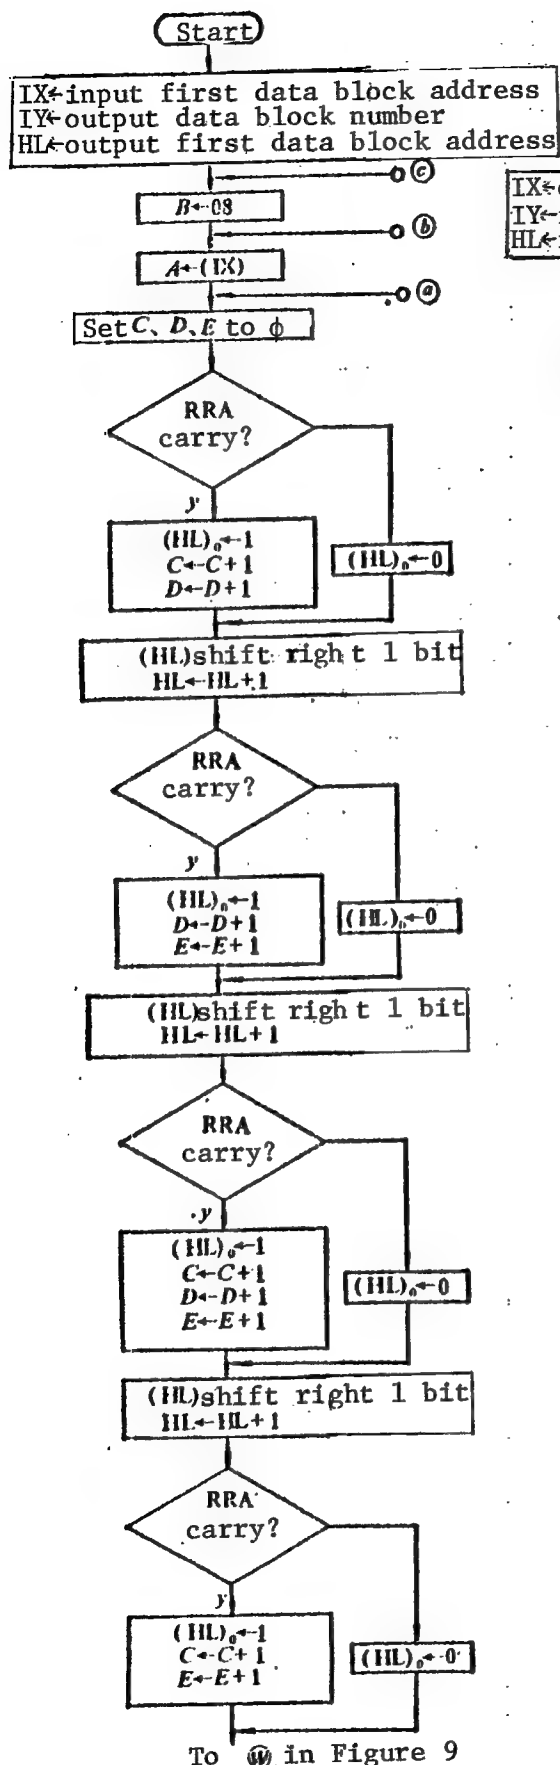 Start
IX←input first data block address
IY←output data block number
HL←output first data block address
ⓒ
B←08
ⓑ
A←(IX)
ⓐ
Set C、D、E to ϕ
RRA
carry?
y
(HL)₀←1
C←C+1
D←D+1
(HL)₀←0
(HL)shift right 1 bit
HL←HL+1
RRA
carry?
y
(HL)₀←1
D←D+1
E←E+1
(HL)₀←0
(HL)shift right 1 bit
HL←HL+1
RRA
carry?
y
(HL)₀←1
C←C+1
D←D+1
E←E+1
(HL)₀←0
(HL)shift right 1 bit
HL←HL+1
RRA
carry?
y
(HL)₀←1
C←C+1
E←E+1
(HL)₀←0
To ⓦ in Figure 9
IX←
IY←
HL←